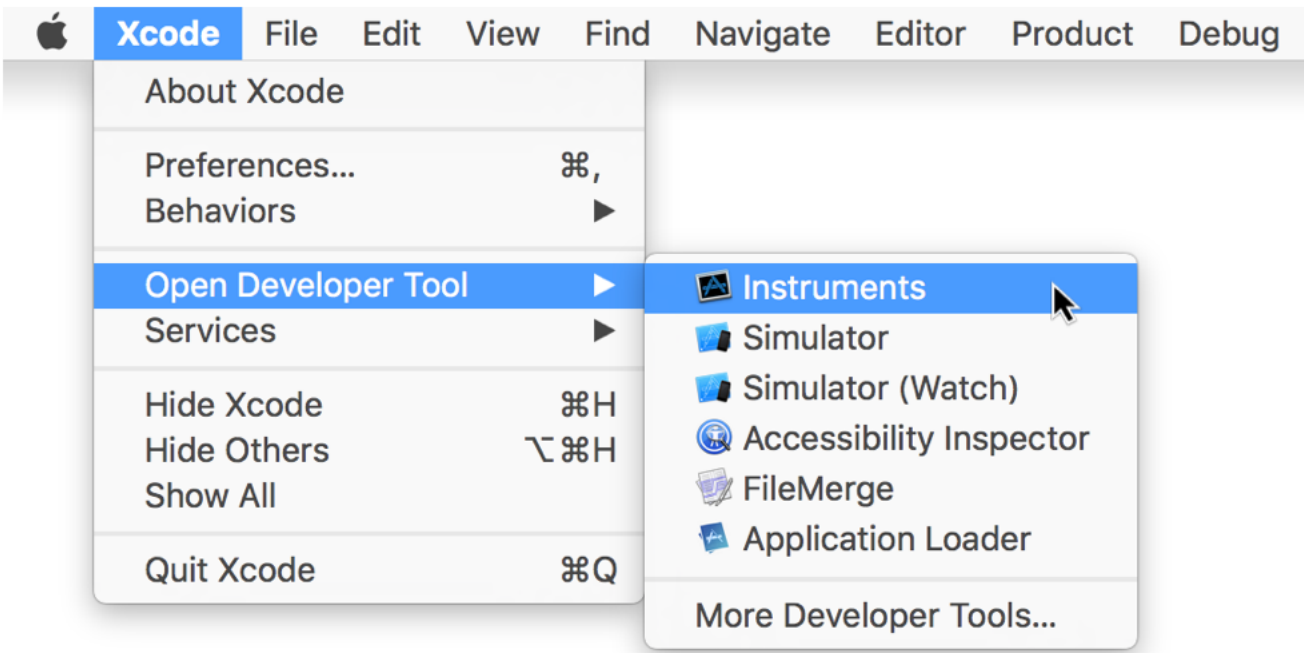 Xcode File Edit View Find Navigate Editor Product Debug
About Xcode
Preferences... ⌘,
Behaviors ▶
Open Developer Tool ▶
Services ▶
Hide Xcode ⌘H
Hide Others ⌥⌘H
Show All
Quit Xcode ⌘Q
Instruments
Simulator
Simulator (Watch)
Accessibility Inspector
FileMerge
Application Loader
More Developer Tools...